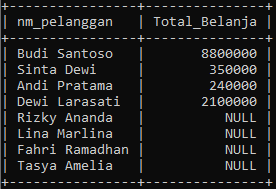 nm_pelanggan | Total_Belanja
Budi Santoso | 8800000
Sinta Dewi | 350000
Andi Pratama | 240000
Dewi Larasati | 2100000
Rizky Ananda | NULL
Lina Marlina | NULL
Fahri Ramadhan | NULL
Tasya Amelia | NULL